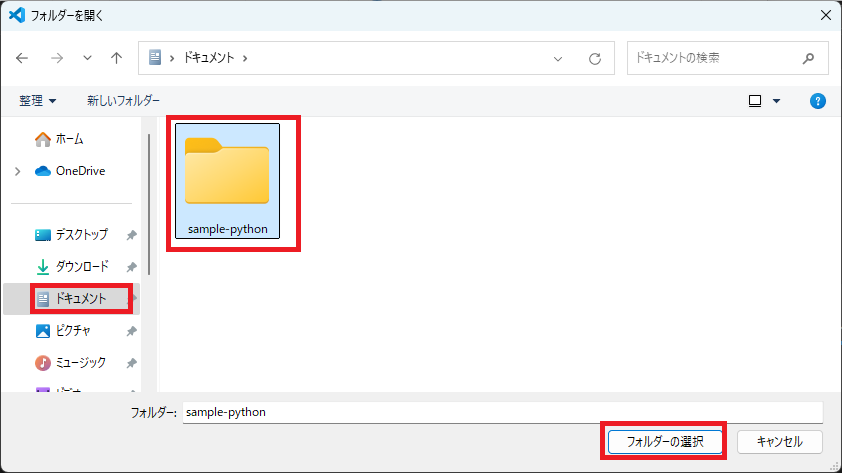 フォルダーを開く
ドキュメント
ドキュメントの検索
整理
新しいフォルダー
?
ホーム
OneDrive
デスクトップ
ダウンロード
ドキュメント
ピクチャ
ミュージック
sample-python
フォルダー: sample-python
フォルダーの選択
キャンセル